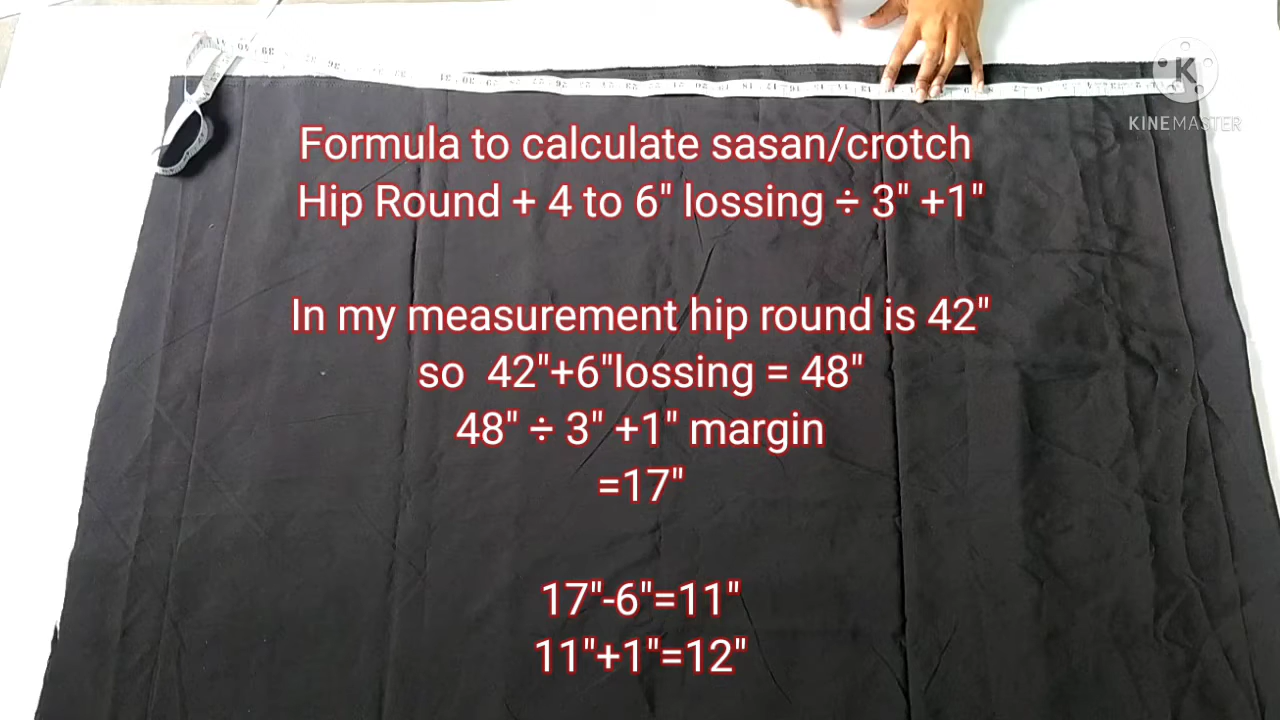 Formula to calculate sasan/crotch
Hip Round + 4 to 6" lossing ÷ 3" +1"
In my measurement hip round is 42"
so 42"+6"lossing = 48"
48" ÷ 3" +1" margin
=17"
17"-6"=11"
11"+1"=12"
K
KINEMASTER